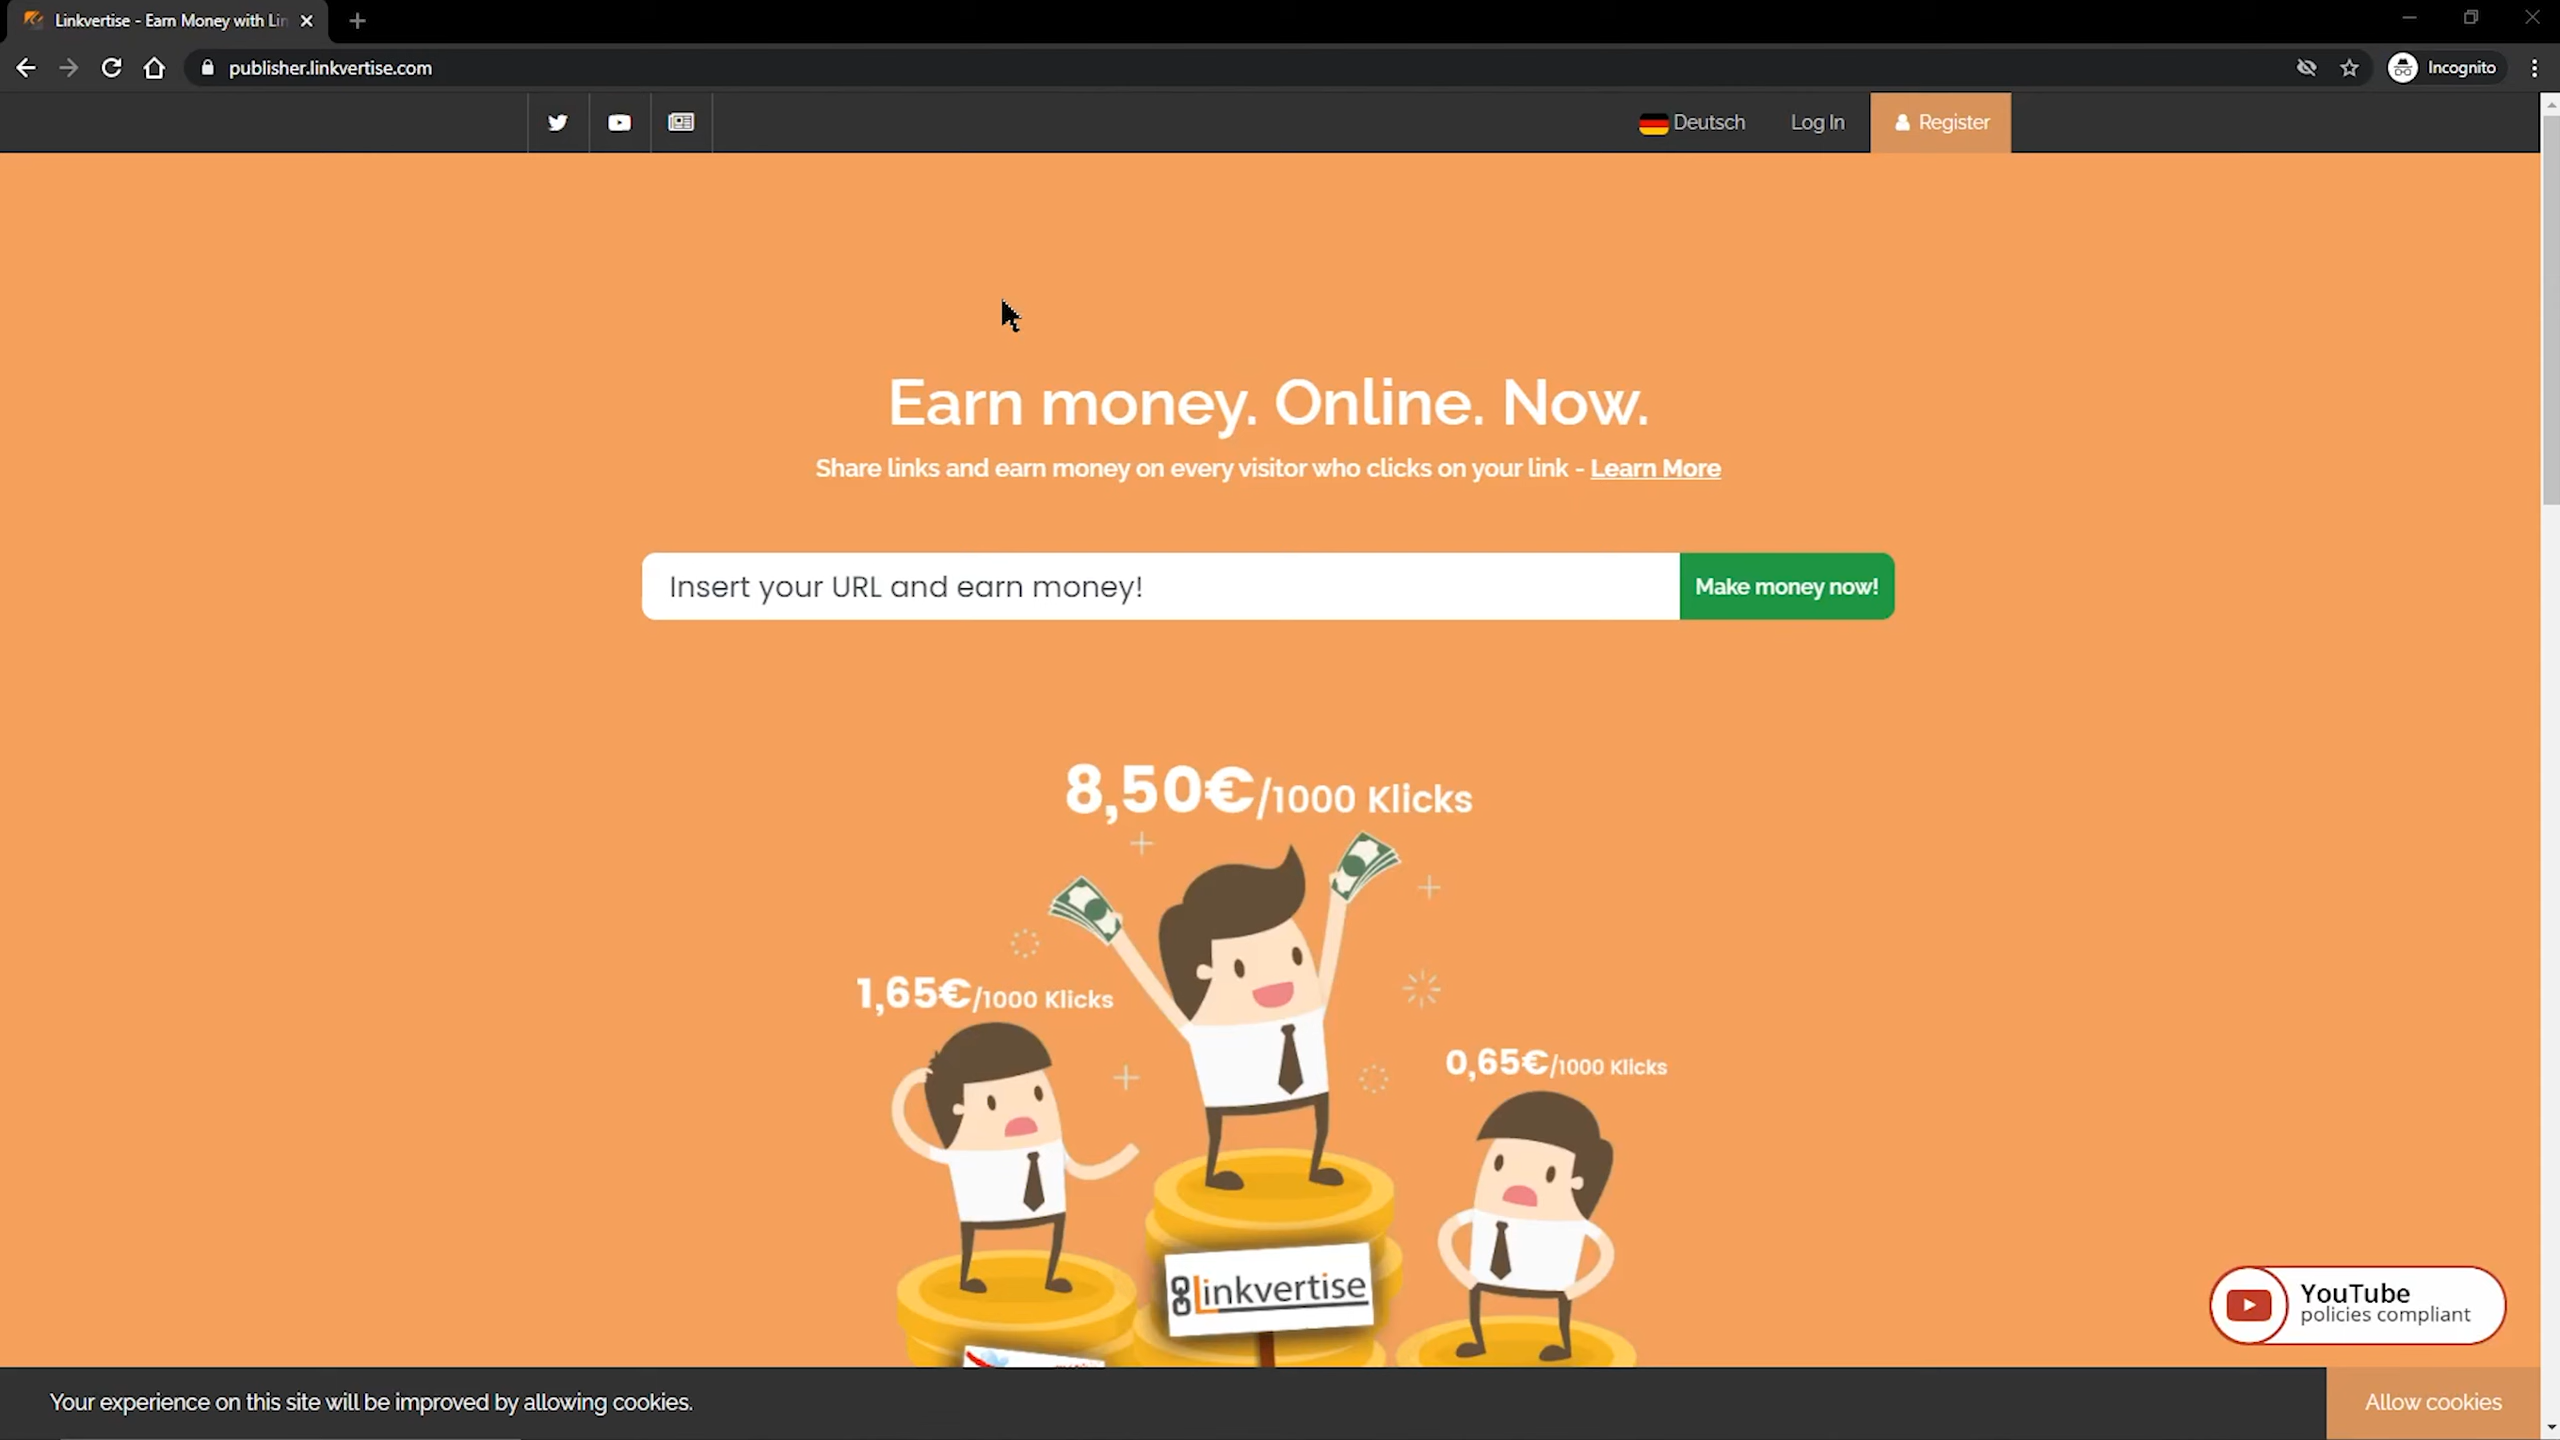 Linkvertise - Earn Money with Lin
publisher.linkvertise.com
Incognito
Deutsch
Log In
Register
Earn money. Online. Now.
Share links and earn money on every visitor who clicks on your link - Learn More
Insert your URL and earn money!
Make money now!
8,50€/1000 Klicks
1,65€/1000 Klicks
0,65€/1000 Klicks
Linkvertise
YouTube
policies compliant
Your experience on this site will be improved by allowing cookies.
Allow cookies